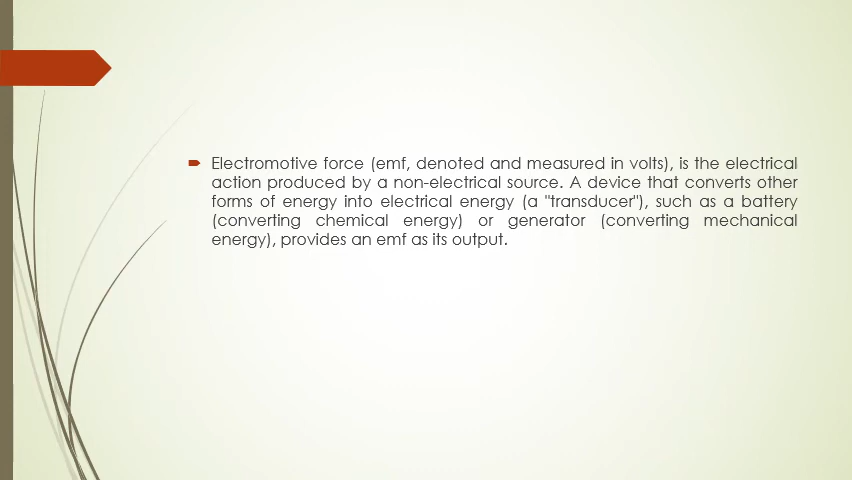 Electromotive force (emf, denoted and measured in volts), is the electrical
action produced by a non-electrical source. A device that converts other
forms of energy into electrical energy (a "transducer"), such as a battery
(converting chemical energy) or generator (converting mechanical
energy), provides an emf as its output.